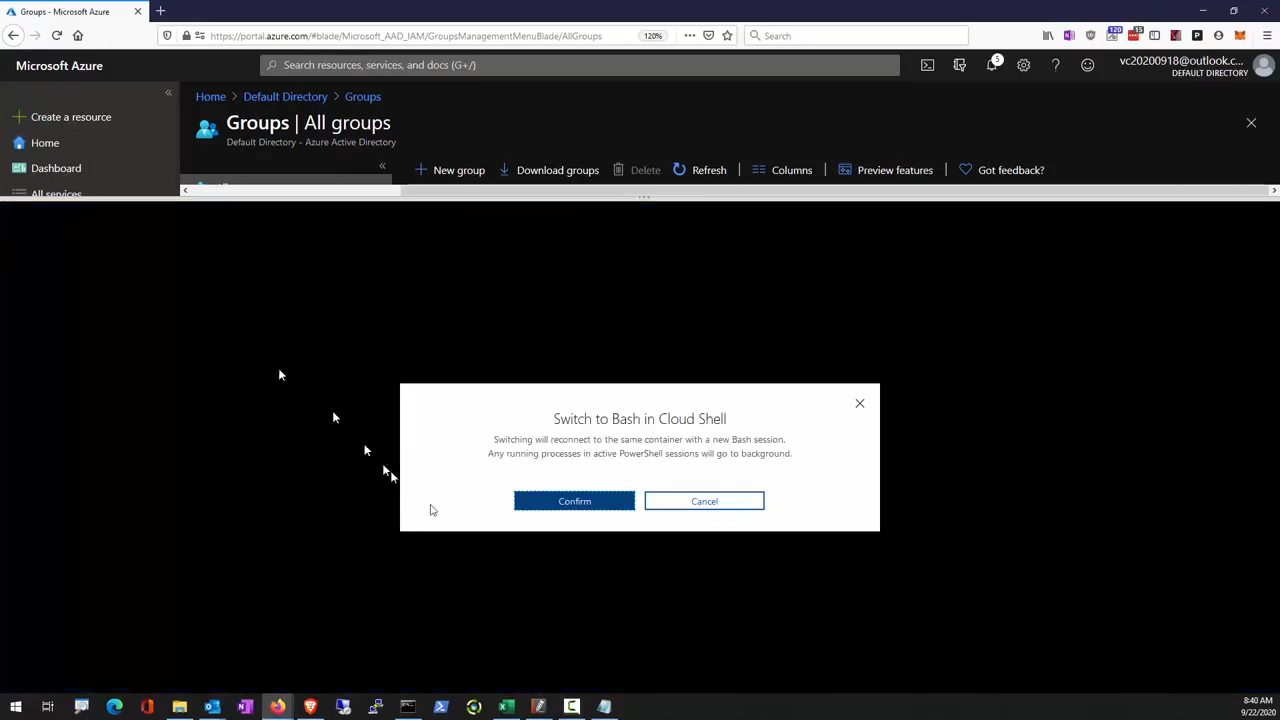 Groups - Microsoft Azure
https://portal.azure.com/#blade/Microsoft_AAD_IAM/GroupsManagementMenuBlade/AllGroups
120%
Search
120
15
Microsoft Azure
Search resources, services, and docs (G+/)
5
vc20200918@outlook.c...
DEFAULT DIRECTORY
Create a resource
Home
Dashboard
All services
Home > Default Directory > Groups
Groups | All groups
Default Directory - Azure Active Directory
New group
Download groups
Delete
Refresh
Columns
Preview features
Got feedback?
Switch to Bash in Cloud Shell
Switching will reconnect to the same container with a new Bash session.
Any running processes in active PowerShell sessions will go to background.
Confirm
Cancel
8:40 AM
9/22/2020